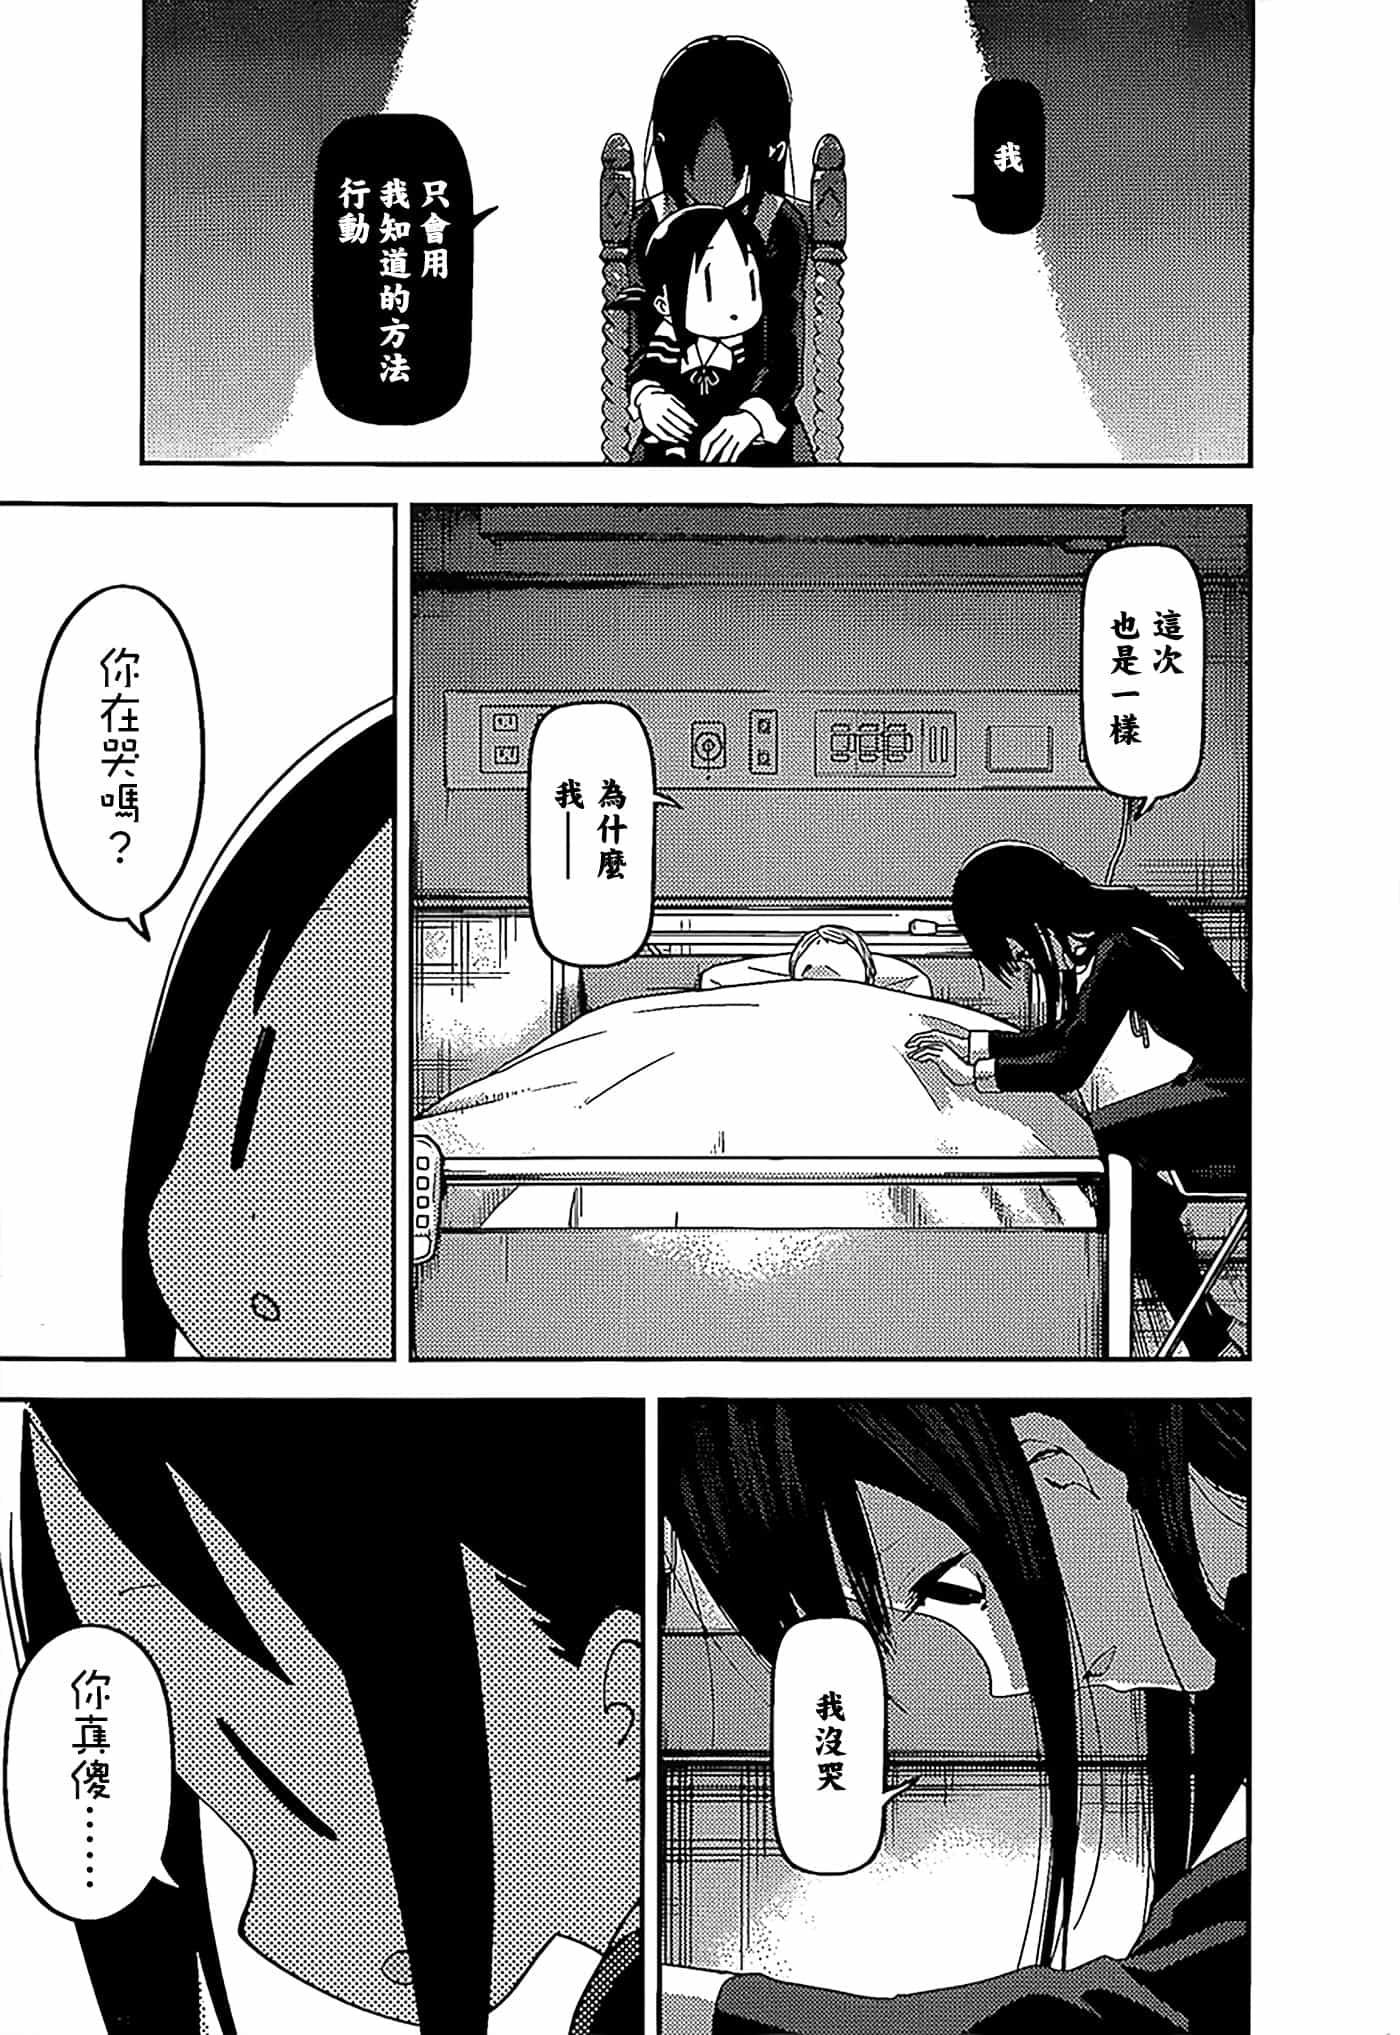 我
只會用
我知道的方法
行動
這次
也是一樣
為什麼
我——
你在哭嗎？
我沒哭
你真傻……